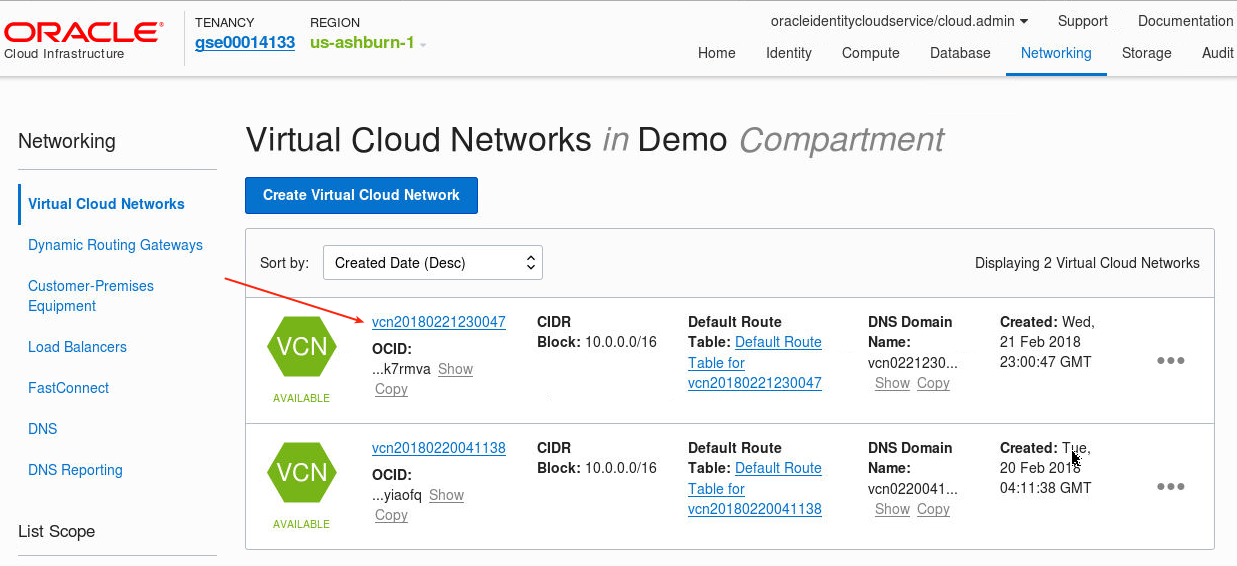 ORACLE®
Cloud Infrastructure
TENANCY
gse00014133
REGION
us-ashburn-1
oracleidentitycloudservice/cloud.admin
Support
Documentation
Home
Identity
Compute
Database
Networking
Storage
Audit
Networking
Virtual Cloud Networks
Dynamic Routing Gateways
Customer-Premises
Equipment
Load Balancers
FastConnect
DNS
DNS Reporting
List Scope
Virtual Cloud Networks in Demo Compartment
Create Virtual Cloud Network
Sort by:
Created Date (Desc)
Displaying 2 Virtual Cloud Networks
VCN
AVAILABLE
vcn20180221230047
OCID:
...k7rmva Show
Copy
CIDR
Block: 10.0.0.0/16
Default Route
Table: Default Route
Table for
vcn20180221230047
DNS Domain
Name:
vcn0221230...
Show Copy
Created: Wed,
21 Feb 2018
23:00:47 GMT
VCN
AVAILABLE
vcn20180220041138
OCID:
...yiaofq Show
Copy
CIDR
Block: 10.0.0.0/16
Default Route
Table: Default Route
Table for
vcn20180220041138
DNS Domain
Name:
vcn0220041...
Show Copy
Created: Tue,
20 Feb 2018
04:11:38 GMT